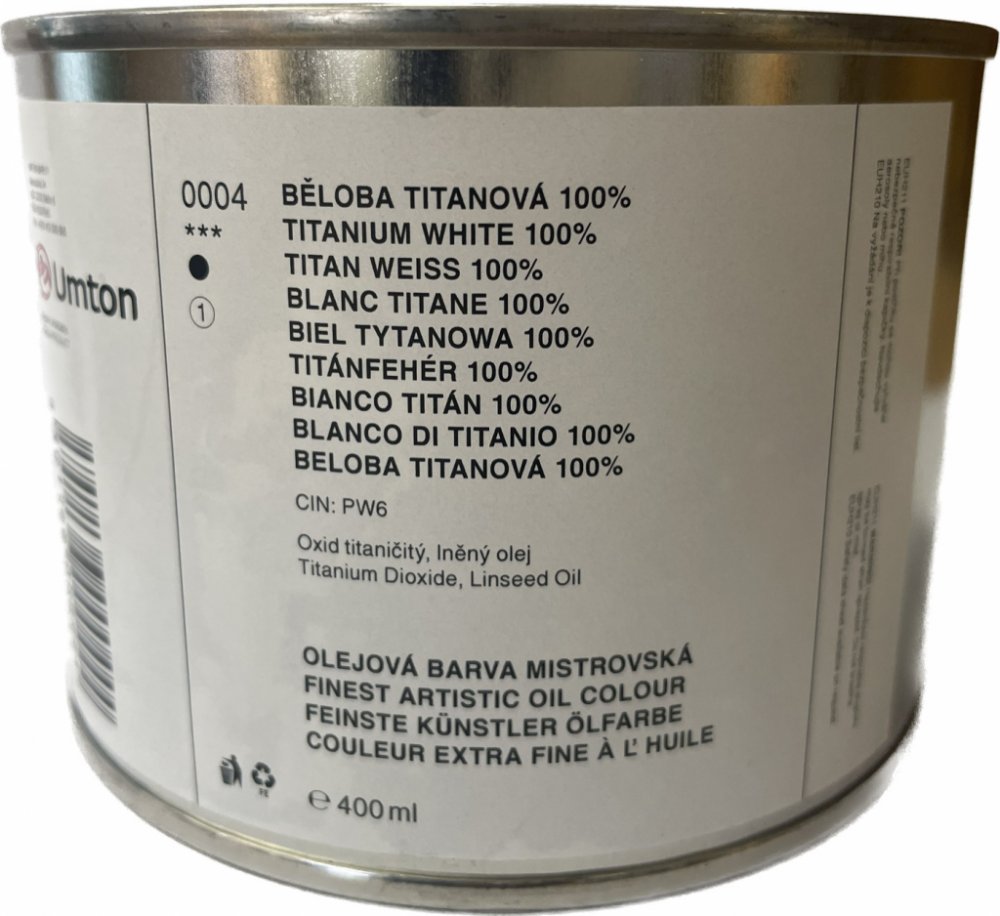 Umton
0004 BĚLOBA TITANOVÁ 100%
*** TITANIUM WHITE 100%
TITAN WEISS 100%
1 BLANC TITANE 100%
BIEL TYTANOWA 100%
TITÁNFEHÉR 100%
BIANCO TITÁN 100%
BLANCO DI TITANIO 100%
BELOBA TITANOVÁ 100%
CIN: PW6
Oxid titaničitý, lněný olej
Titanium Dioxide, Linseed Oil
OLEJOVÁ BARVA MISTROVSKÁ
FINEST ARTISTIC OIL COLOUR
FEINSTE KÜNSTLER ÖLFARBE
COULEUR EXTRA FINE À L' HUILE
FE
℮ 400 ml